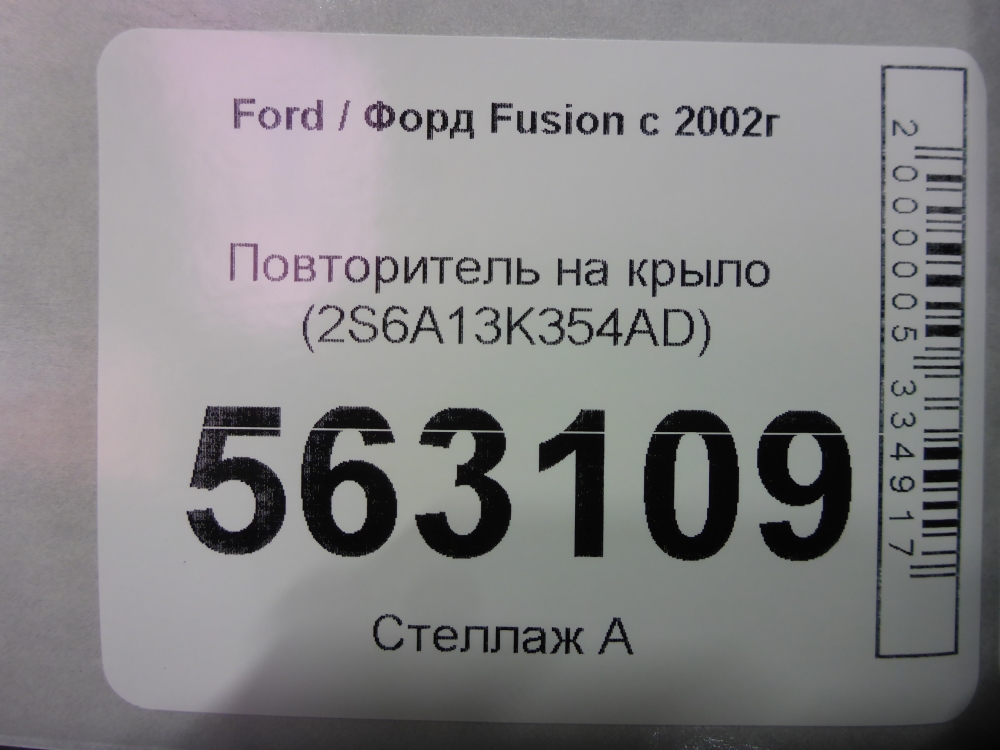 Ford / Форд Fusion с 2002г
Повторитель на крыло
(2S6A13K354AD)
563109
Стеллаж А
2000005334917